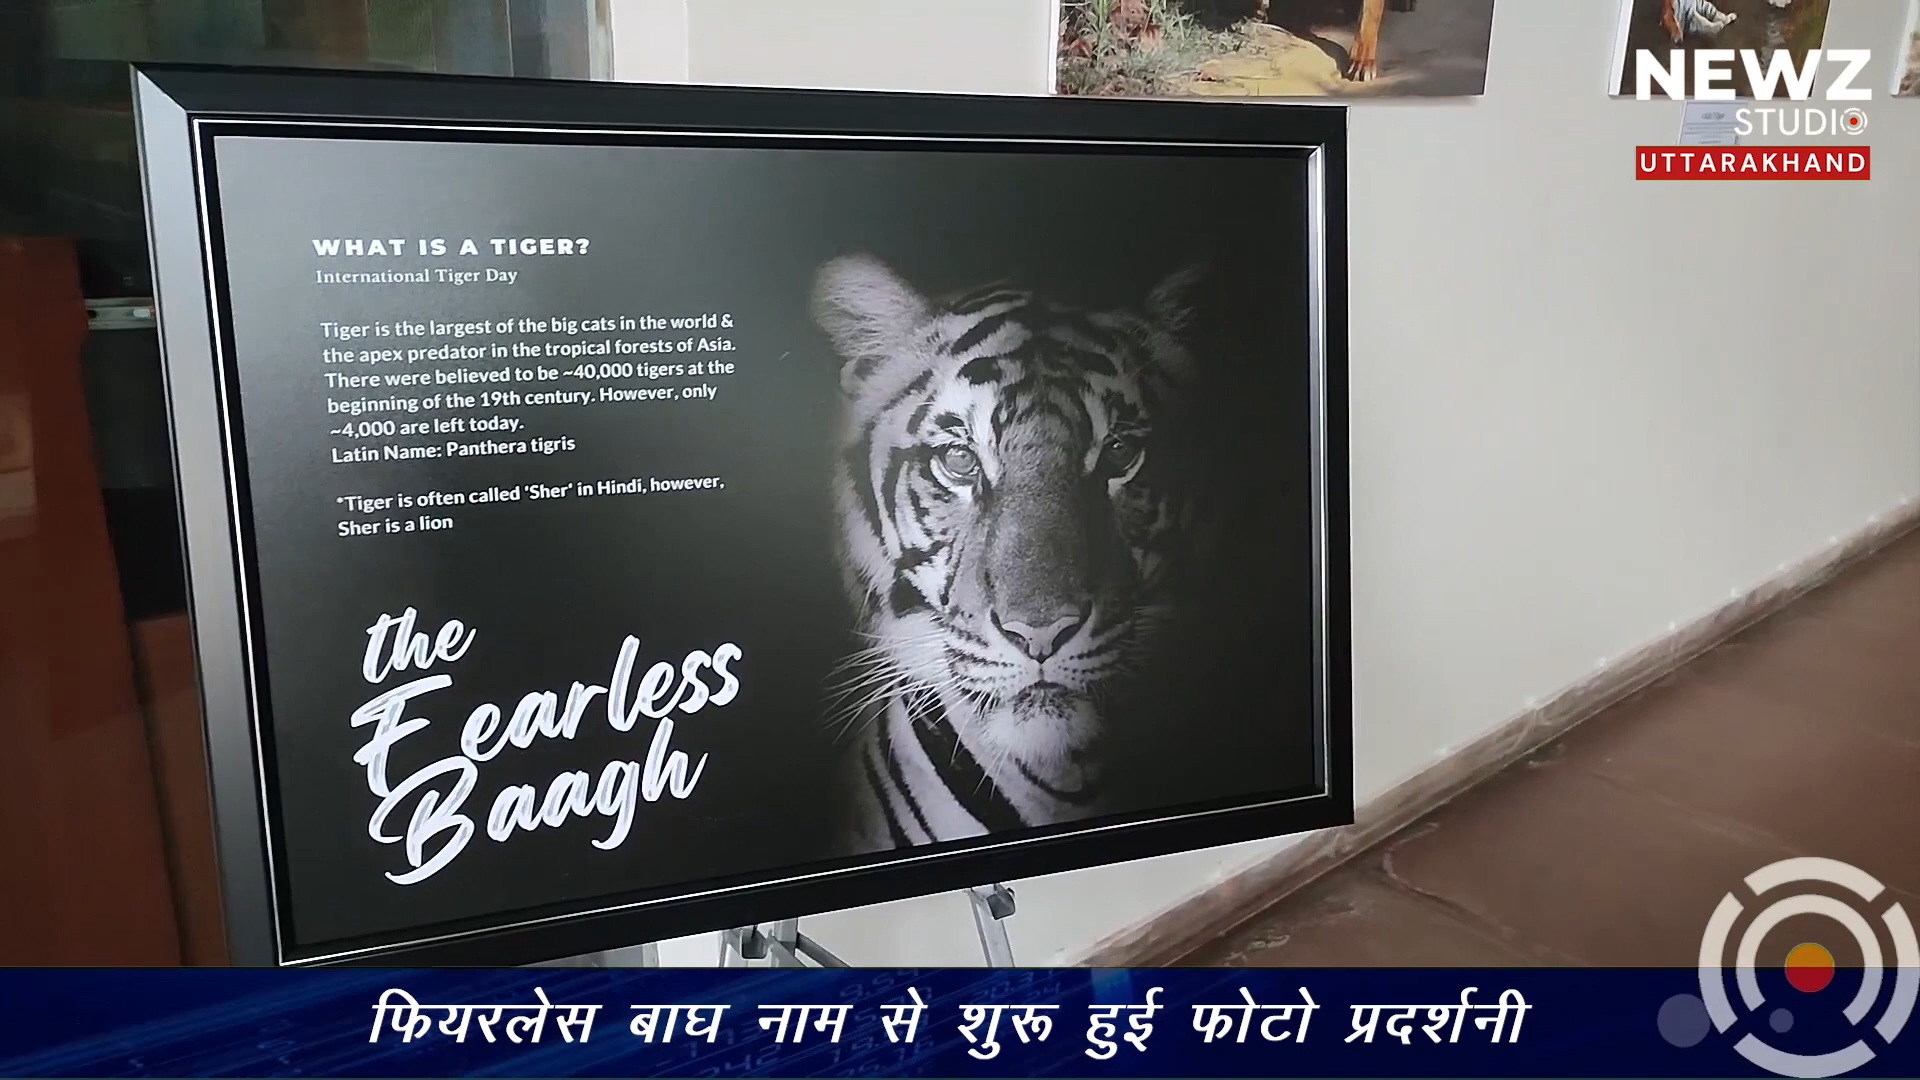 NEWZ
STUDIO
UTTARAKHAND
WHAT IS A TIGER?
International Tiger Day
Tiger is the largest of the big cats in the world &
the apex predator in the tropical forests of Asia.
There were believed to be ~40,000 tigers at the
beginning of the 19th century. However, only
~4,000 are left today.
Latin Name: Panthera tigris
*Tiger is often called 'Sher' in Hindi, however,
Sher is a lion
the
Fearless
Baagh
फियरलेस बाघ नाम से शुरू हुई फोटो प्रदर्शनी